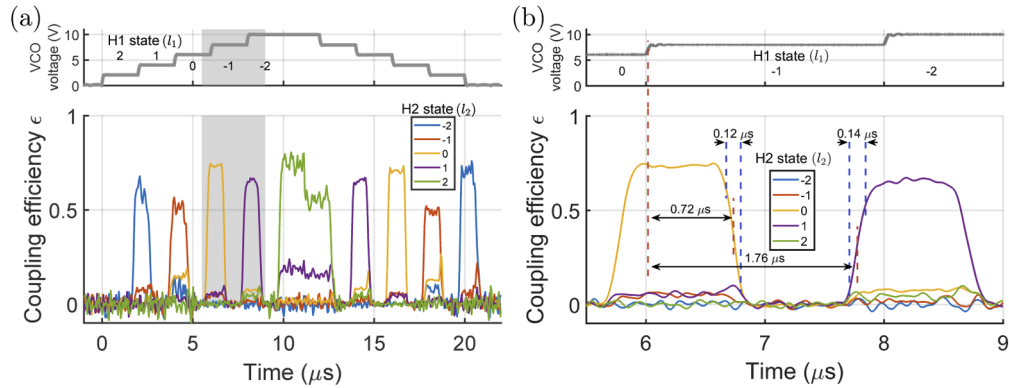 (a)
VCO
voltage (V)
10
5
0
H1 state (l₁)
2 1 0 -1 -2
Coupling efficiency ϵ
1
0.5
0
H2 state (l₂)
-2
-1
0
1
2
0 5 10 15 20
Time (μs)
(b)
VCO
voltage (V)
10
5
0
H1 state (l₁)
0 -1 -2
Coupling efficiency ϵ
1
0.5
0
0.12 μs
0.14 μs
H2 state (l₂)
-2
-1
0
1
2
0.72 μs
1.76 μs
6 7 8 9
Time (μs)